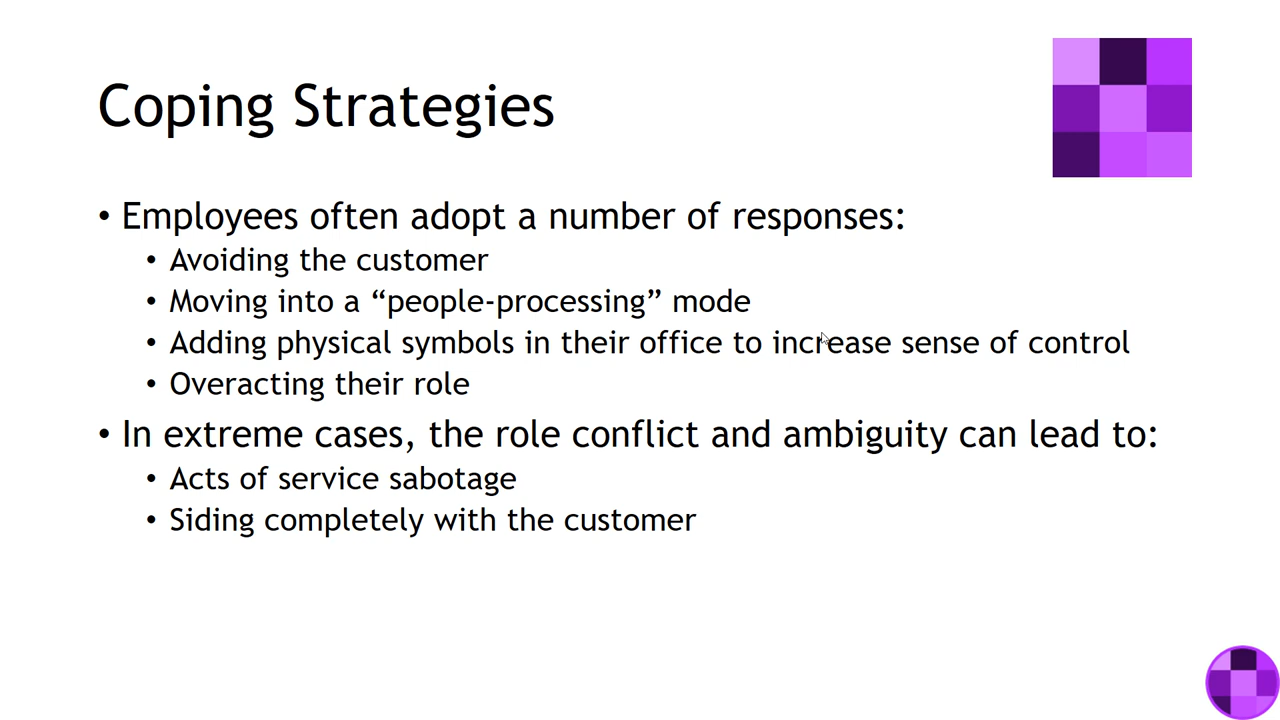 Coping Strategies
• Employees often adopt a number of responses:
• Avoiding the customer
• Moving into a “people-processing” mode
• Adding physical symbols in their office to increase sense of control
• Overacting their role
• In extreme cases, the role conflict and ambiguity can lead to:
• Acts of service sabotage
• Siding completely with the customer